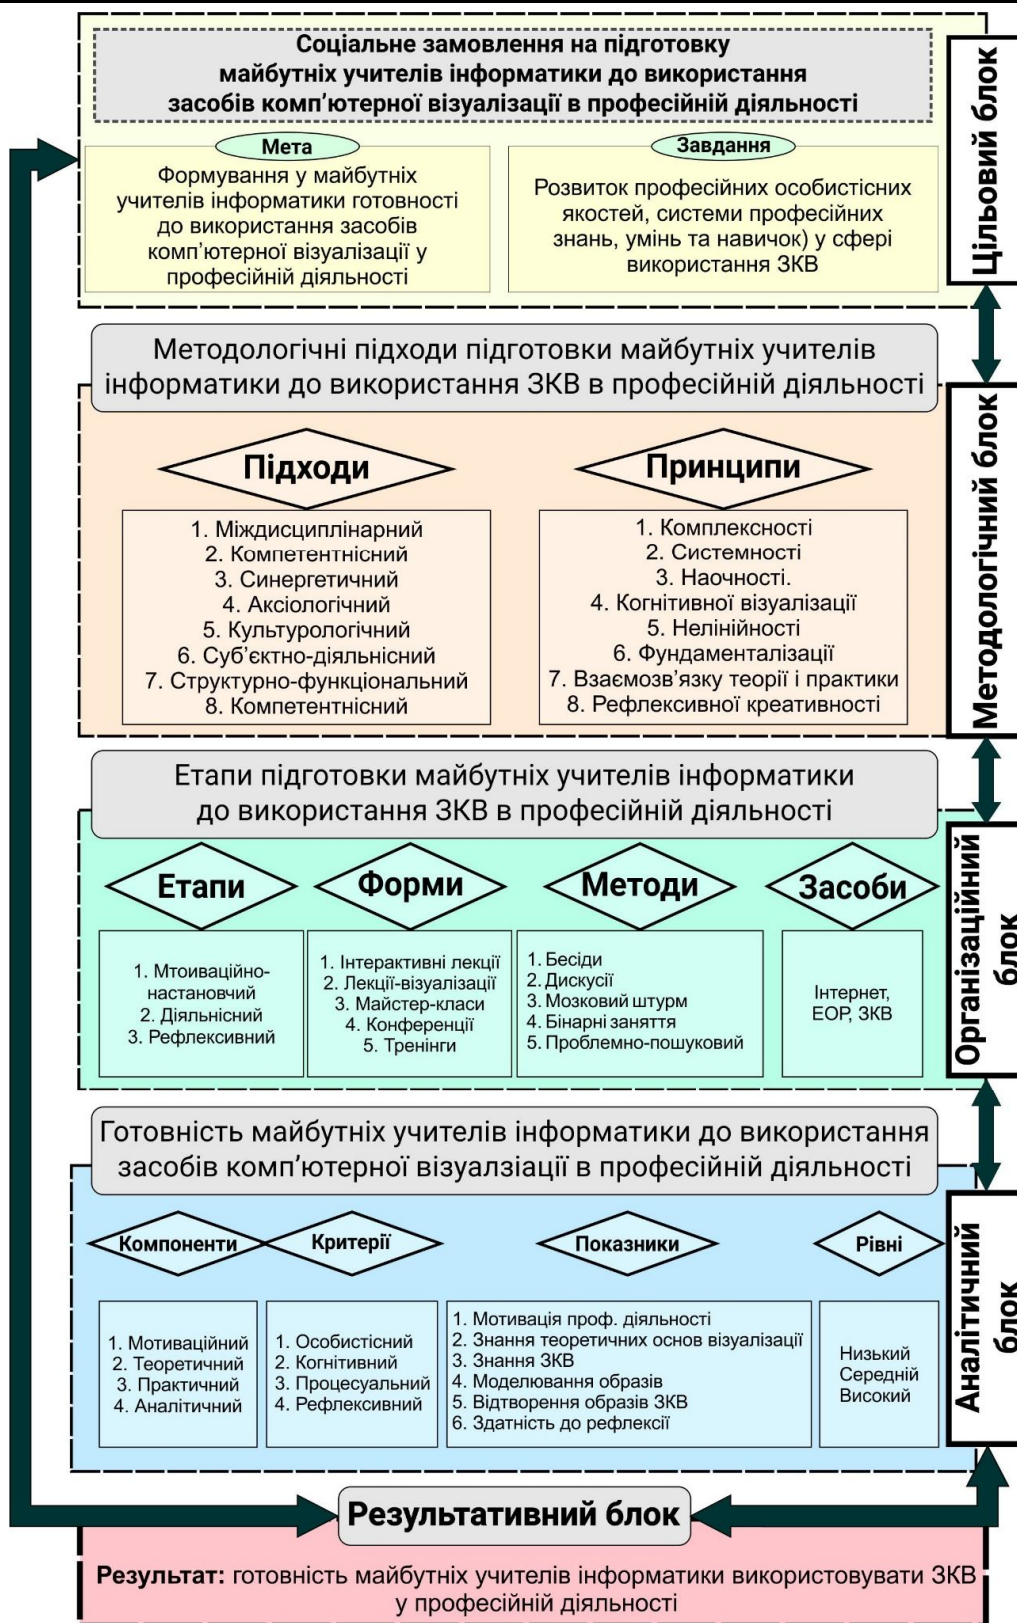 Соціальне замовлення на підготовку
майбутніх учителів інформатики до використання
засобів комп'ютерної візуалізації в професійній діяльності
Цільовий блок
Мета
Формування у майбутніх
учителів інформатики готовності
до використання засобів
комп'ютерної візуалізації у
професійній діяльності
Завдання
Розвиток професійних особистісних
якостей, системи професійних
знань, умінь та навичок) у сфері
використання ЗКВ
Методологічні підходи підготовки майбутніх учителів
інформатики до використання ЗКВ в професійній діяльності
Методологічний блок
Підходи
1. Міждисциплінарний
2. Компетентнісний
3. Синергетичний
4. Аксіологічний
5. Культурологічний
6. Суб'єктно-діяльнісний
7. Структурно-функціональний
8. Компетентнісний
Принципи
1. Комплексності
2. Системності
3. Наочності.
4. Когнітивної візуалізації
5. Нелінійності
6. Фундаменталізації
7. Взаємозв'язку теорії і практики
8. Рефлексивної креативності
Етапи підготовки майбутніх учителів інформатики
до використання ЗКВ в професійній діяльності
Організаційний
блок
Етапи
1. Мтоиваційно-
настановчий
2. Діяльнісний
3. Рефлексивний
Форми
1. Інтерактивні лекції
2. Лекції-візуалізації
3. Майстер-класи
4. Конференції
5. Тренінги
Методи
1. Бесіди
2. Дискусії
3. Мозковий штурм
4. Бінарні заняття
5. Проблемно-пошуковий
Засоби
Інтернет,
ЕОР, ЗКВ
Готовність майбутніх учителів інформатики до використання
засобів комп'ютерної візуалзіації в професійній діяльності
Аналітичний
блок
Компоненти
1. Мотиваційний
2. Теоретичний
3. Практичний
4. Аналітичний
Критерії
1. Особистісний
2. Когнітивний
3. Процесуальний
4. Рефлексивний
Показники
1. Мотивація проф. діяльності
2. Знання теоретичних основ візуалізації
3. Знання ЗКВ
4. Моделювання образів
5. Відтворення образів ЗКВ
6. Здатність до рефлексії
Рівні
Низький
Середній
Високий
Результативний блок
Результат: готовність майбутніх учителів інформатики використовувати ЗКВ
у професійній діяльності